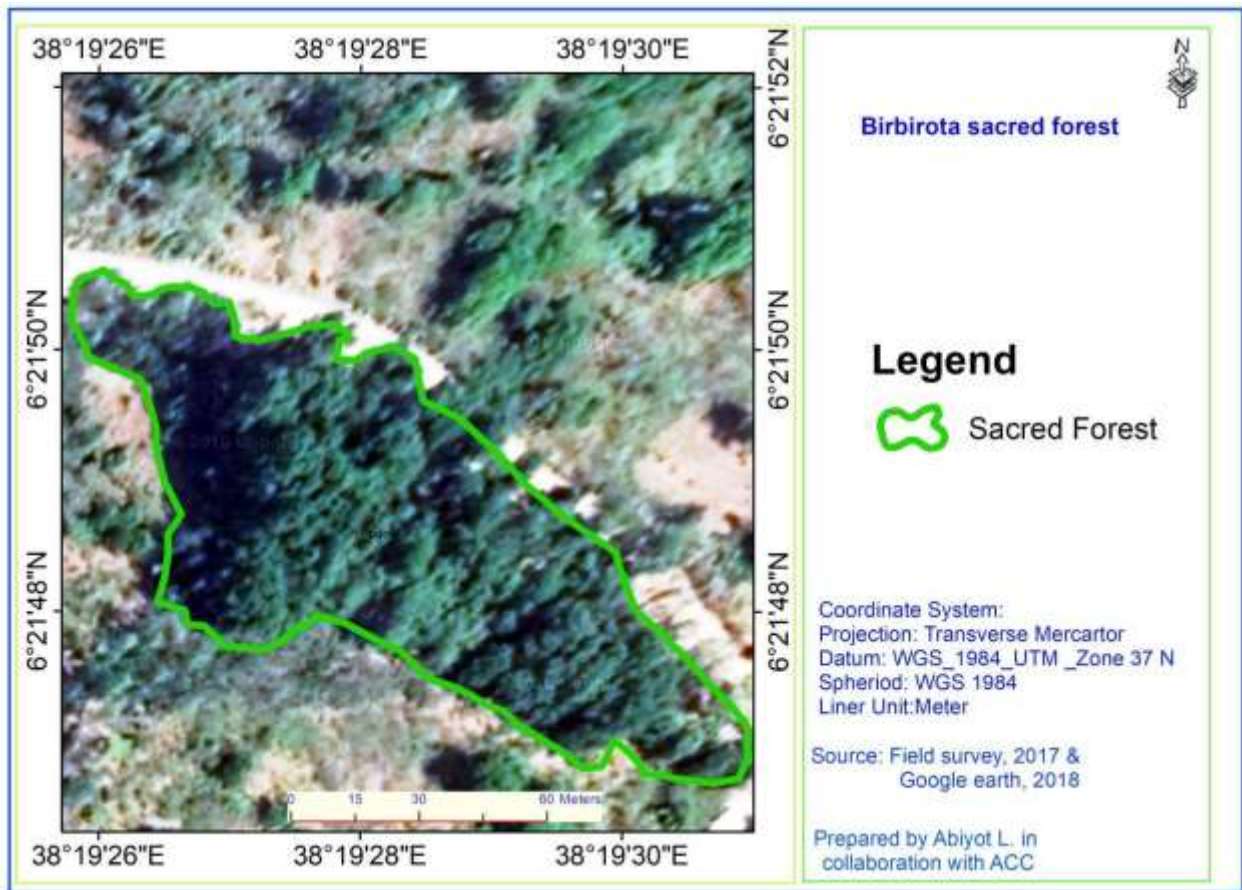 38°19'26"E 38°19'28"E 38°19'30"E
6°21'52"N
6°21'50"N
6°21'50"N
6°21'48"N
6°21'48"N
0 15 30 60 Meters
38°19'26"E 38°19'28"E 38°19'30"E
N
Birbirota sacred forest
Legend
Sacred Forest
Coordinate System:
Projection: Transverse Mercartor
Datum: WGS_1984_UTM _Zone 37 N
Spheriod: WGS 1984
Liner Unit:Meter
Source: Field survey, 2017 &
Google earth, 2018
Prepared by Abiyot L. in
collaboration with ACC